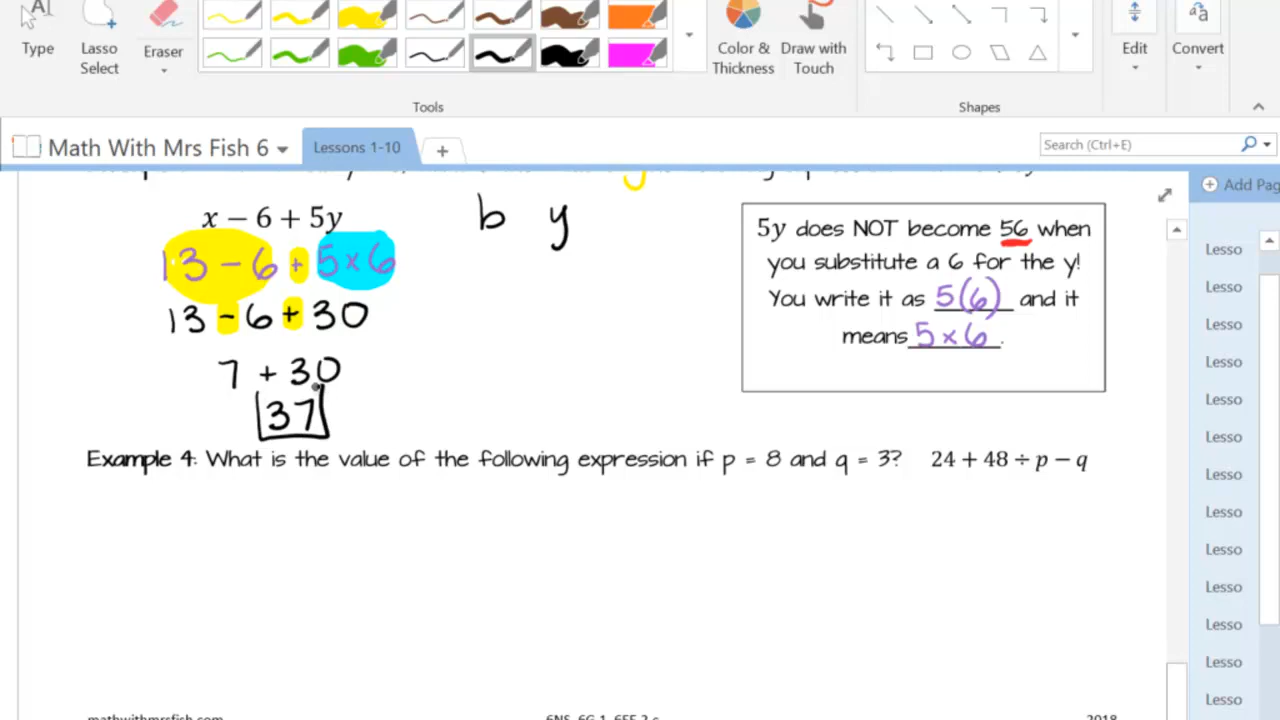 Type
Lasso Select
Eraser
Color & Thickness
Draw with Touch
Edit
Convert
Tools
Shapes
Math With Mrs Fish 6
Lessons 1-10
+
Search (Ctrl+E)
Add Pag
x − 6 + 5y
b y
13 − 6 + 5 × 6
13 − 6 + 30
7 + 30
37
5y does NOT become 56 when
you substitute a 6 for the y!
You write it as 5(6) and it
means 5 × 6.
Example 4: What is the value of the following expression if p = 8 and q = 3? 24 + 48 ÷ p − q
Lesso
Lesso
Lesso
Lesso
Lesso
Lesso
Lesso
Lesso
Lesso
Lesso
Lesso
Lesso
Lesso
2018